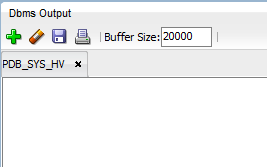 Dbms Output
Buffer Size: 20000
PDB_SYS_HV